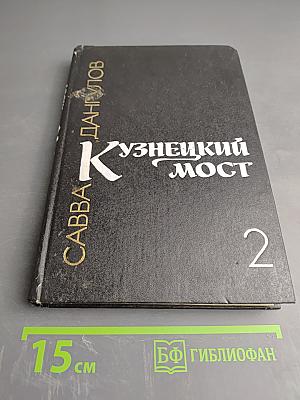 САВВА ДАНГУЛОВ
КУЗНЕЦКИЙ
МОСТ
2
15 см
БФ ГИБЛИОФАН